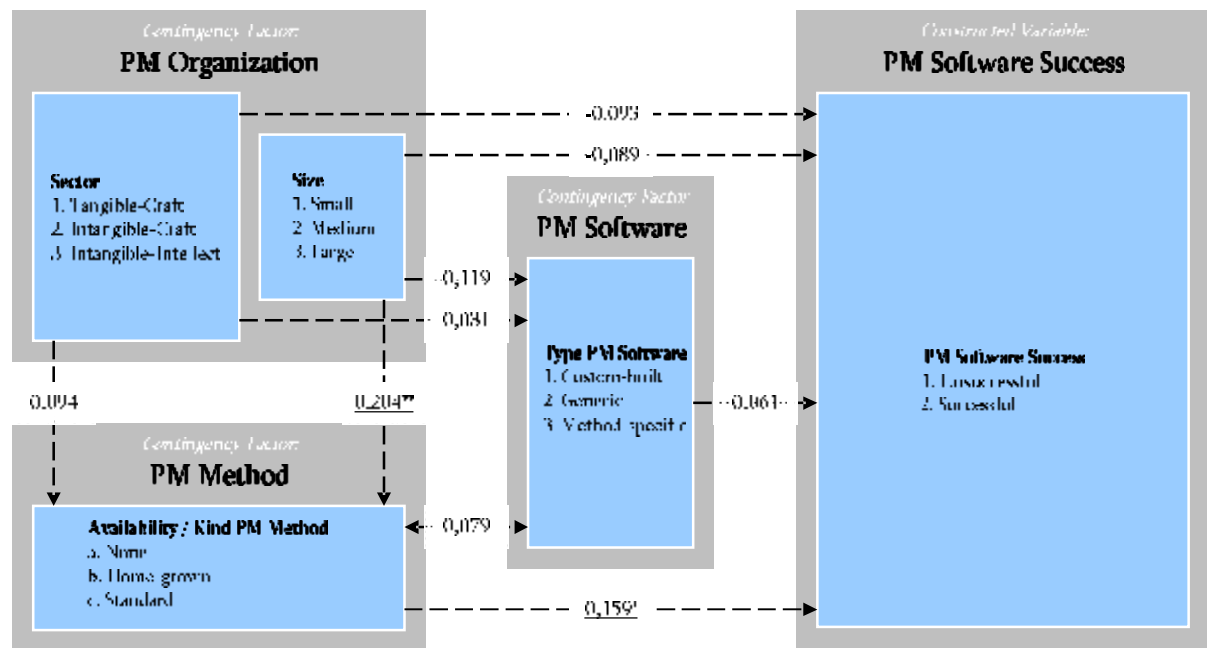 Contingency Factor:
PM Organization
Sector
1. Tangible-Craft
2. Intangible-Craft
3. Intangible-Intellect
Size
1. Small
2. Medium
3. Large
Constructed Variable:
PM Software Success
-0.093
-0,089
Contingency Factor
PM Software
-0,119
0,031
Type PM Software
1. Custom-built
2. Generic
3. Method specific
PM Software Success
1. Unsuccessful
2. Successful
0.094
0.204**
-0.061
Contingency Factor:
PM Method
Availability / Kind PM Method
a. None
b. Home-grown
c. Standard
0,079
0,159*